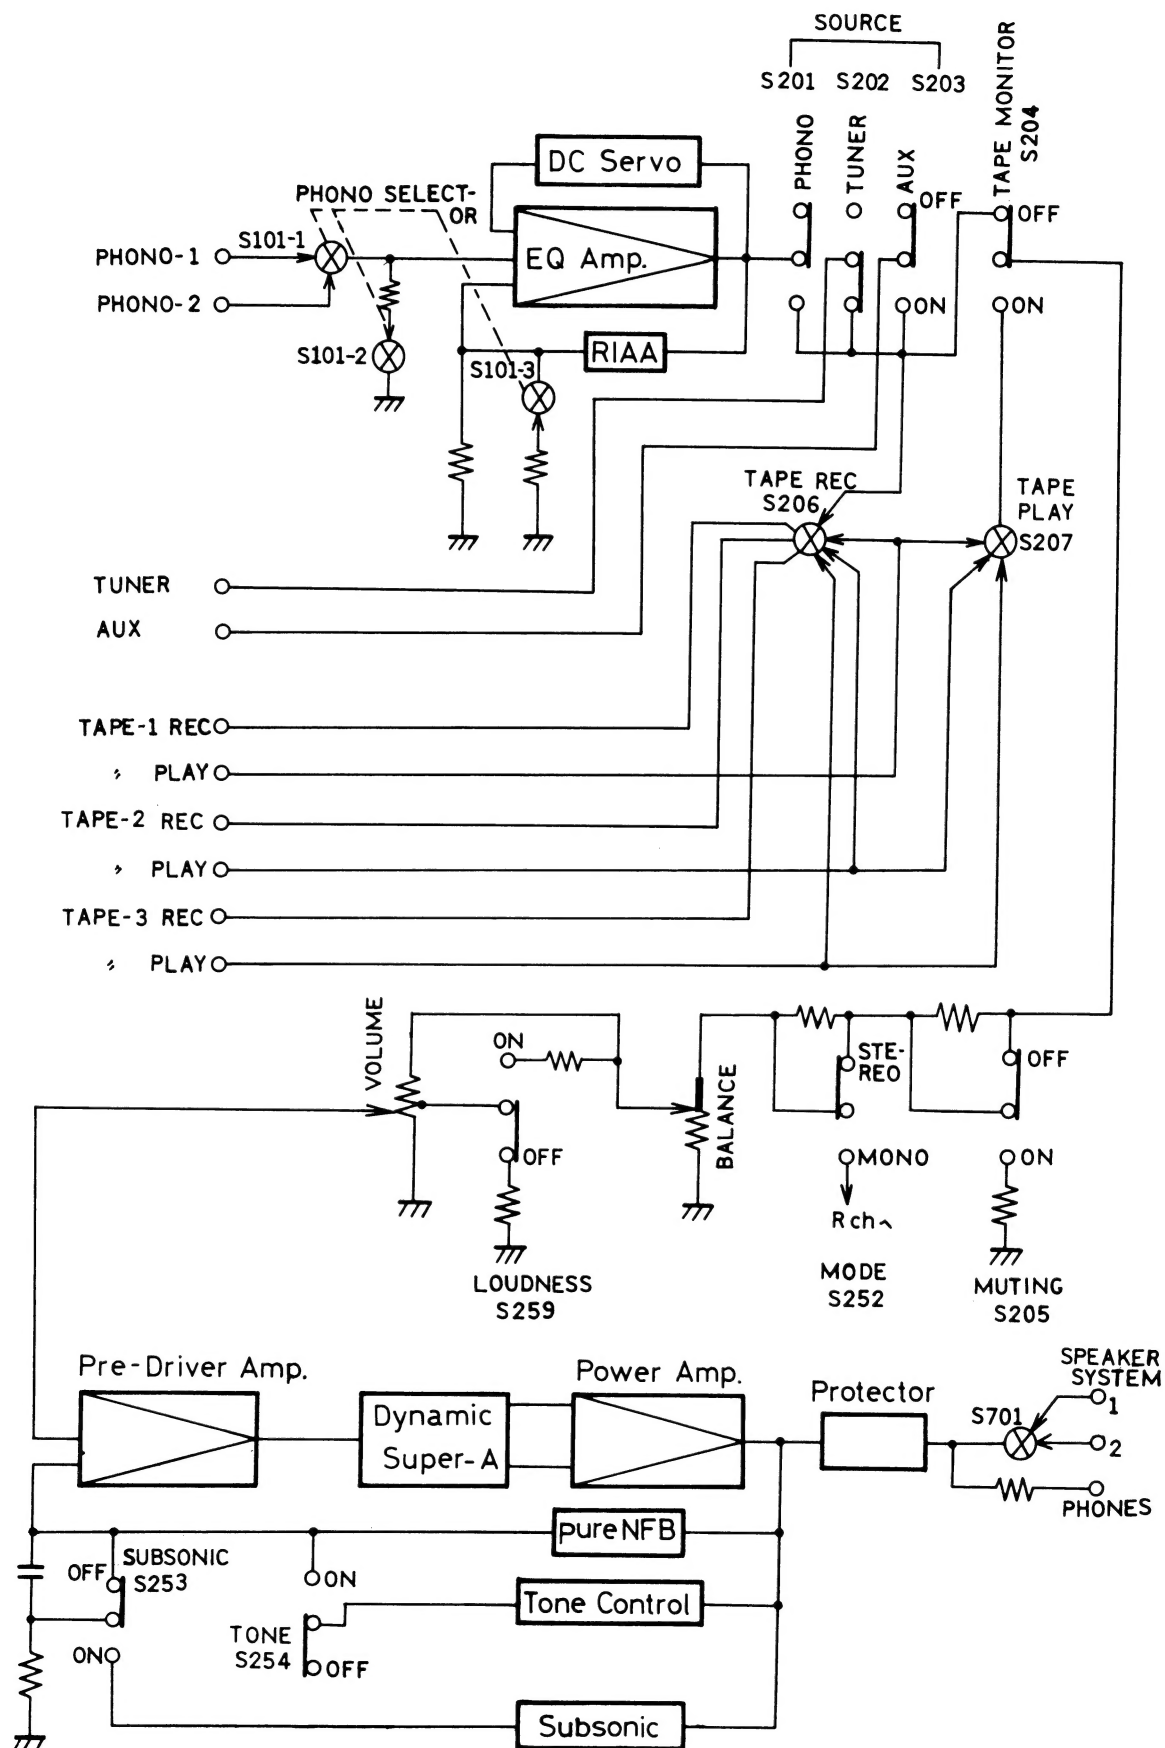 SOURCE
S201 S202 S203
PHONO
TUNER
AUX
TAPE MONITOR
S204
OFF
OFF
DC Servo
PHONO SELECT-
OR
S101-1
PHONO-1
EQ Amp.
PHONO-2
ON
ON
S101-2
RIAA
S101-3
TAPE REC
S206
TAPE
PLAY
S207
TUNER
AUX
TAPE-1 REC
〃 PLAY
TAPE-2 REC
〃 PLAY
TAPE-3 REC
〃 PLAY
VOLUME
ON
OFF
LOUDNESS
S259
BALANCE
STE-
REO
MONO
Rchへ
MODE
S252
OFF
ON
MUTING
S205
Pre-Driver Amp.
Dynamic
Super-A
Power Amp.
Protector
SPEAKER
SYSTEM
S701
1
2
PHONES
pure NFB
SUBSONIC
S253
OFF
ON
ON
TONE
S254
OFF
Tone Control
Subsonic